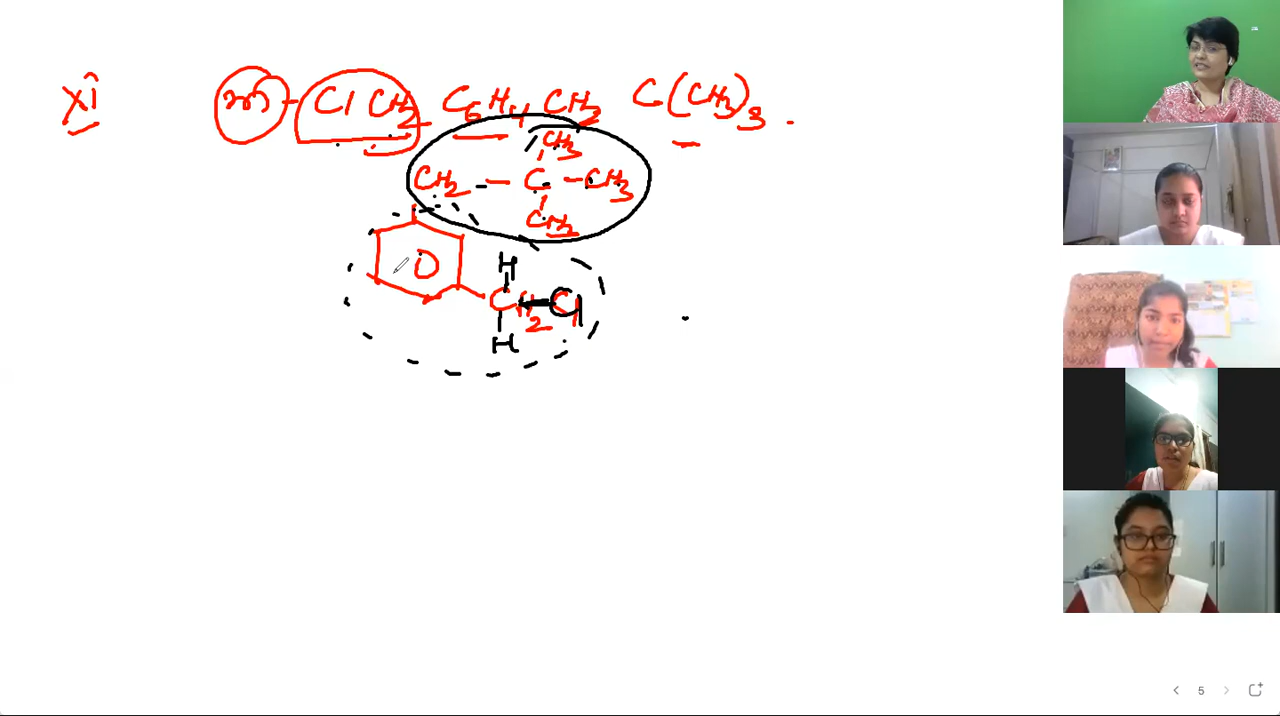 xi m-ClCH2 C6H4 CH2 C(CH3)3.
CH3
CH2 - C - CH3
CH3
H
CH2 Cl
H
5